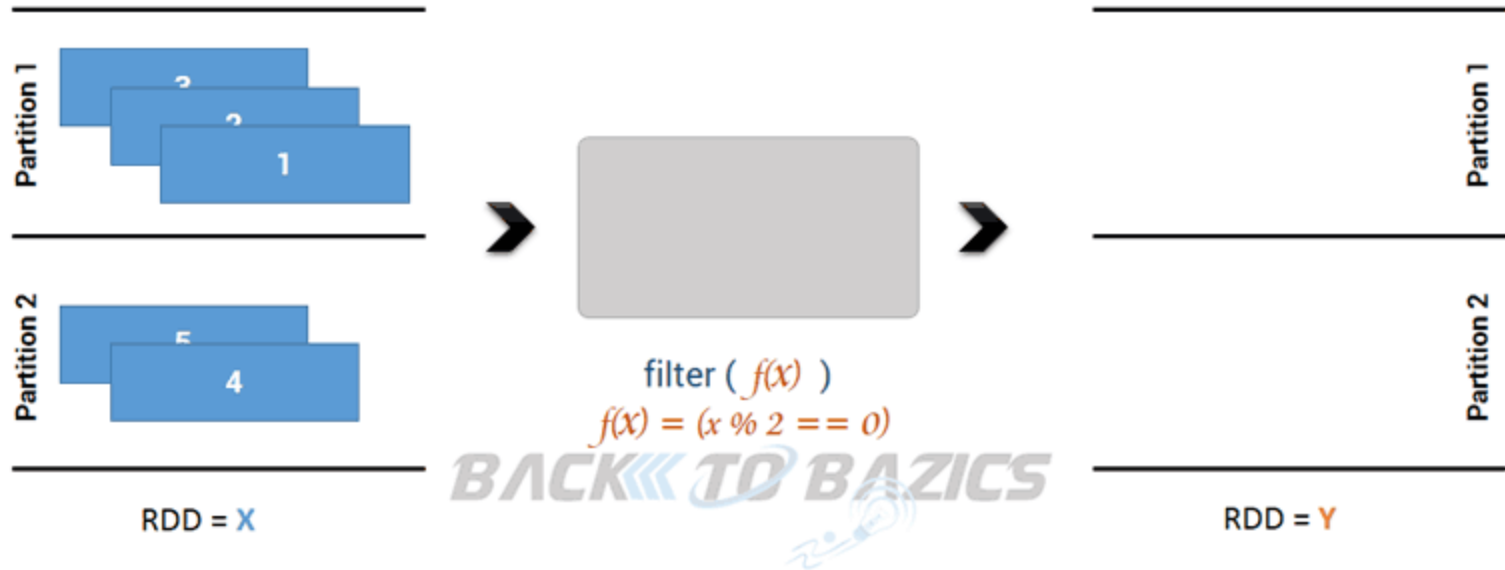 Partition 1
3
2
1
Partition 2
5
4
RDD = X
filter ( f(x) )
f(x) = (x % 2 == 0)
BACK TO BAZICS
Partition 1
Partition 2
RDD = Y